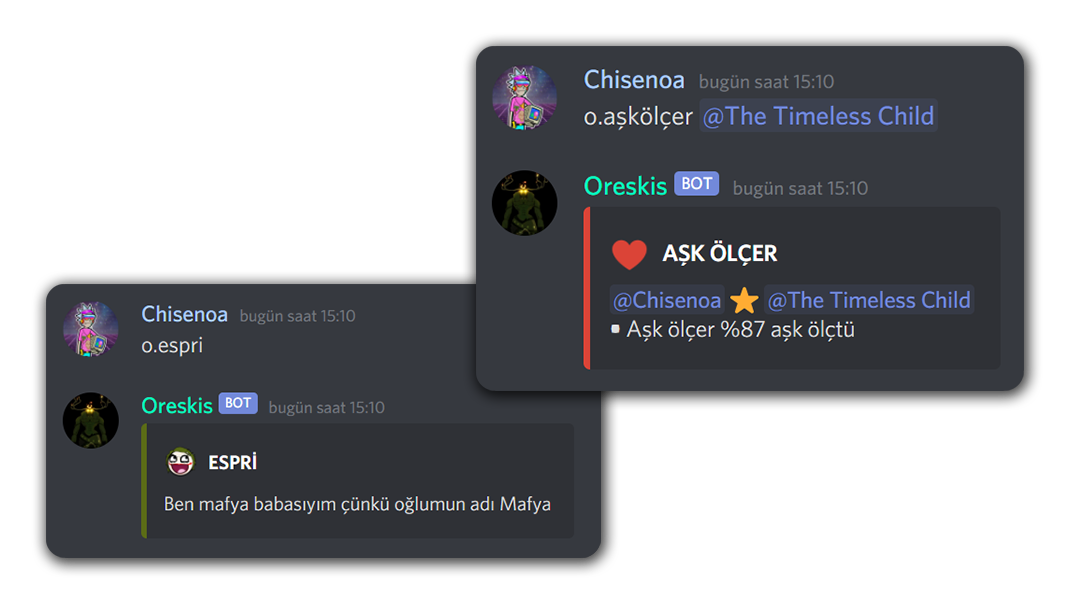 Chisenoa bugün saat 15:10
o.aşkölçer @The Timeless Child
Oreskis BOT bugün saat 15:10
AŞK ÖLÇER
@Chisenoa ⭐ @The Timeless Child
▪ Aşk ölçer %87 aşk ölçtü
Chisenoa bugün saat 15:10
o.espri
Oreskis BOT bugün saat 15:10
ESPRİ
Ben mafya babasıyım çünkü oğlumun adı Mafya